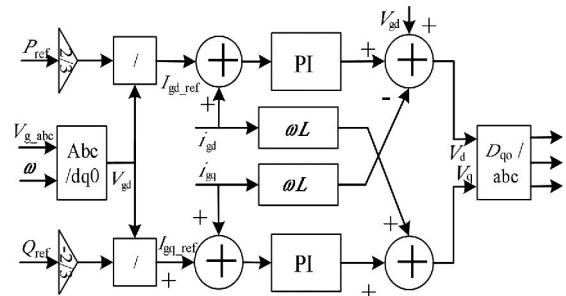 V_gd
+
P_ref
2/3
/
I_gd_ref
+
+
PI
+
+
-
V_g_abc
ω
Abc
/dq0
V_gd
i_gd
ωL
i_gq
ωL
V_d
V_q
D_qo /
abc
Q_ref
-2/3
/
I_gq_ref
+
+
+
PI
+
+
+